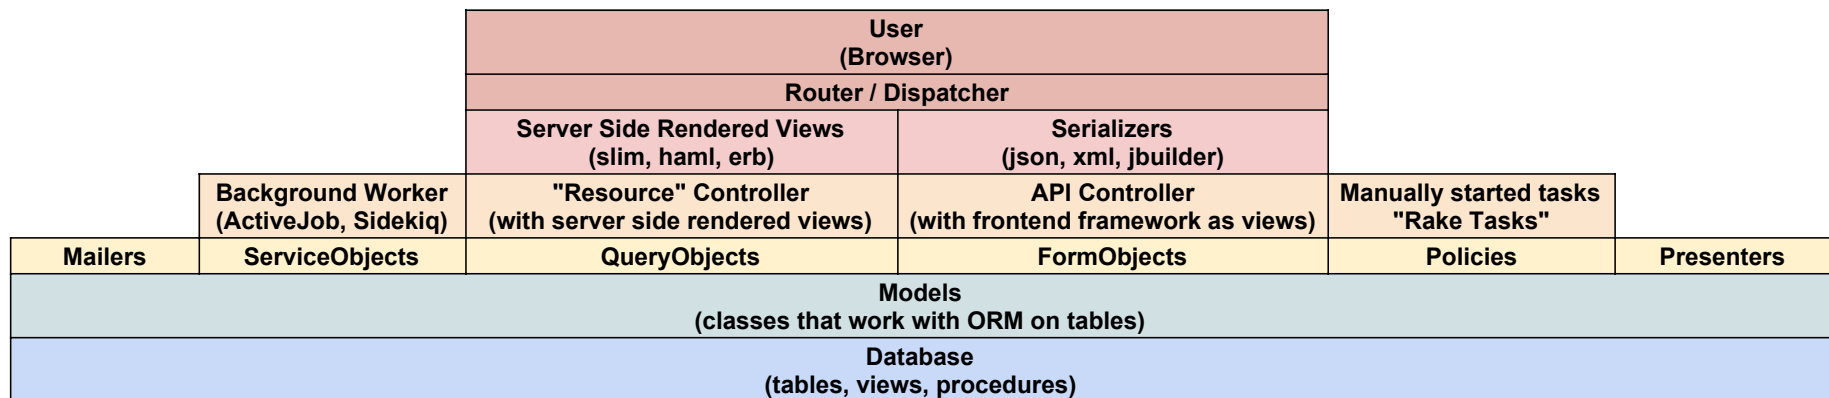 User
(Browser)
Router / Dispatcher
Server Side Rendered Views
(slim, haml, erb)
Serializers
(json, xml, jbuilder)
Background Worker
(ActiveJob, Sidekiq)
"Resource" Controller
(with server side rendered views)
API Controller
(with frontend framework as views)
Manually started tasks
"Rake Tasks"
Mailers
ServiceObjects
QueryObjects
FormObjects
Policies
Presenters
Models
(classes that work with ORM on tables)
Database
(tables, views, procedures)